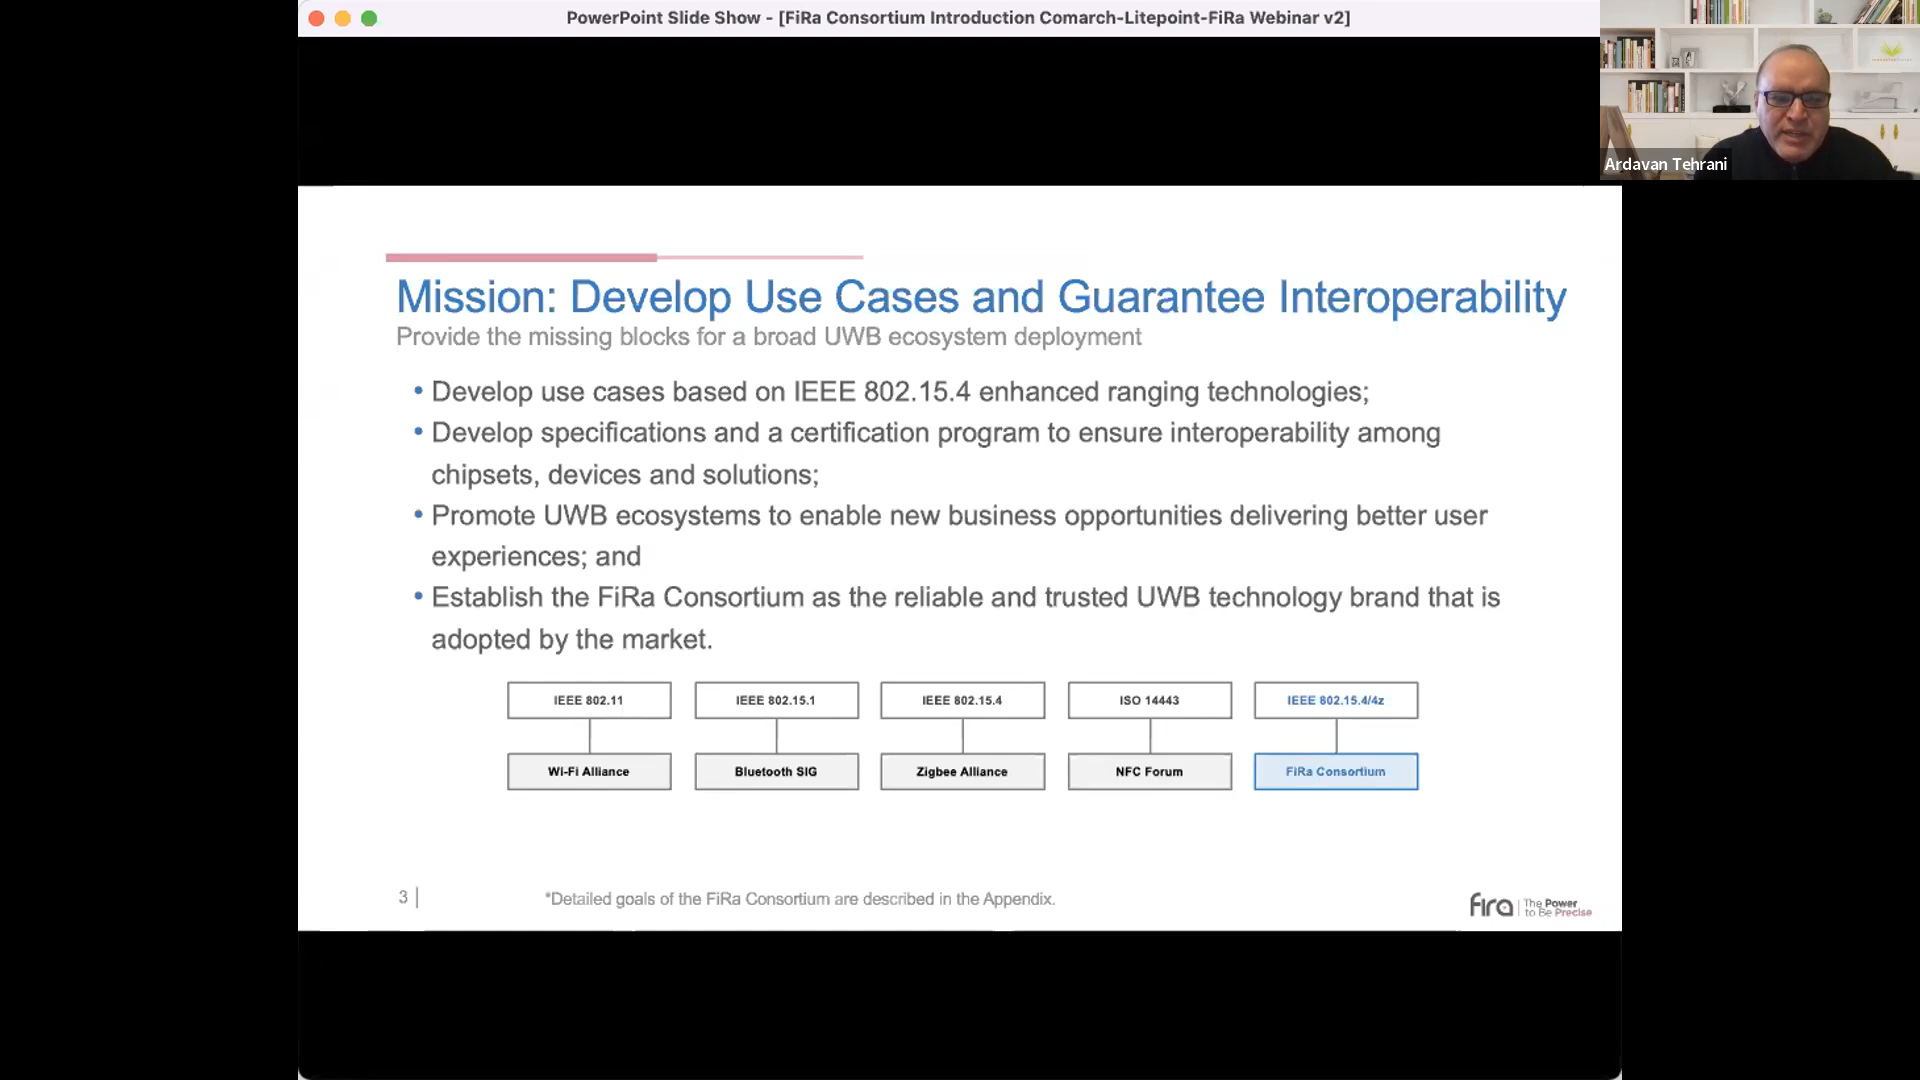 PowerPoint Slide Show - [FiRa Consortium Introduction Comarch-Litepoint-FiRa Webinar v2]
Ardavan Tehrani
Mission: Develop Use Cases and Guarantee Interoperability
Provide the missing blocks for a broad UWB ecosystem deployment
• Develop use cases based on IEEE 802.15.4 enhanced ranging technologies;
• Develop specifications and a certification program to ensure interoperability among
chipsets, devices and solutions;
• Promote UWB ecosystems to enable new business opportunities delivering better user
experiences; and
• Establish the FiRa Consortium as the reliable and trusted UWB technology brand that is
adopted by the market.
IEEE 802.11 IEEE 802.15.1 IEEE 802.15.4 ISO 14443 IEEE 802.15.4/4z
Wi-Fi Alliance Bluetooth SIG Zigbee Alliance NFC Forum FiRa Consortium
3 | *Detailed goals of the FiRa Consortium are described in the Appendix.
fira | The Power
to Be Precise